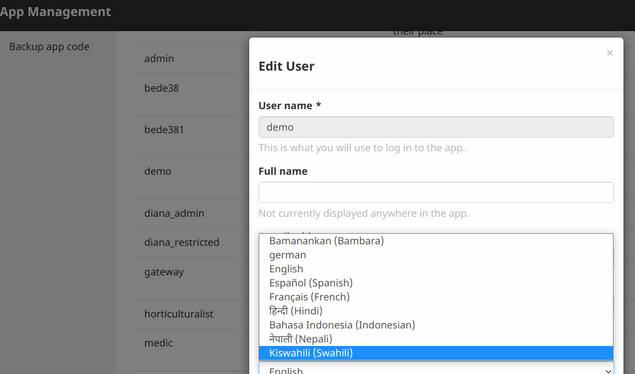 App Management
Backup app code
their place
admin
bede38
bede381
demo
diana_admin
diana_restricted
gateway
horticulturalist
medic
×
Edit User
User name *
demo
This is what you will use to log in to the app.
Full name
Not currently displayed anywhere in the app.
Bamanankan (Bambara)
german
English
Español (Spanish)
Français (French)
हिन्दी (Hindi)
Bahasa Indonesia (Indonesian)
नेपाली (Nepali)
Kiswahili (Swahili)
English